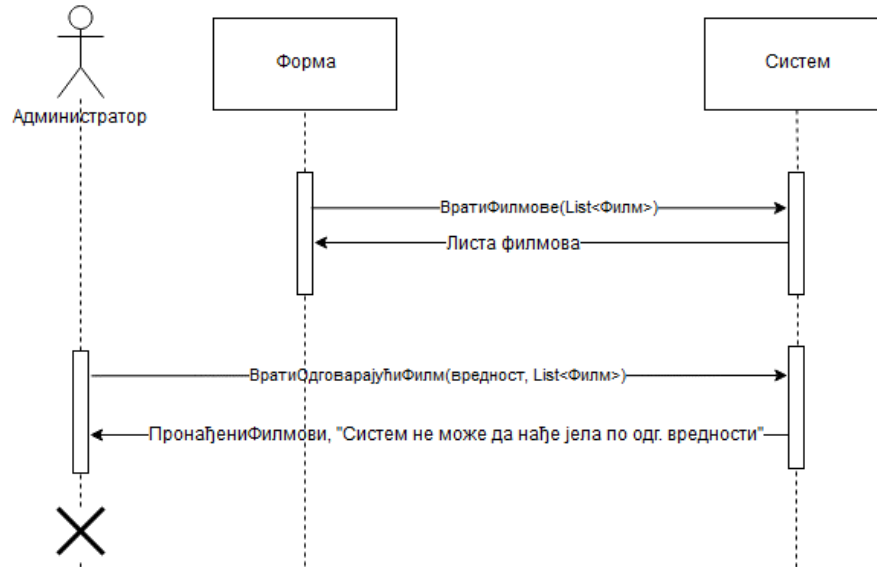 Форма
Систем
Администратор
ВратиФилмове(List<Филм>)
Листа филмова
ВратиОдговарајућиФилм(вредност, List<Филм>)
ПронађениФилмови, "Систем не може да нађе јела по одг. вредности"